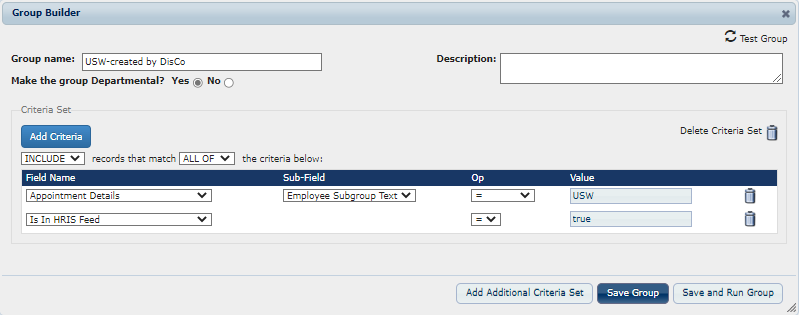 Group Builder
Test Group
Group name: USW-created by DisCo Description:
Make the group Departmental? Yes No
Criteria Set
Add Criteria
Delete Criteria Set
INCLUDE records that match ALL OF the criteria below:
Field Name Sub-Field Op Value
Appointment Details Employee Subgroup Text = USW
Is In HRIS Feed = true
Add Additional Criteria Set Save Group Save and Run Group